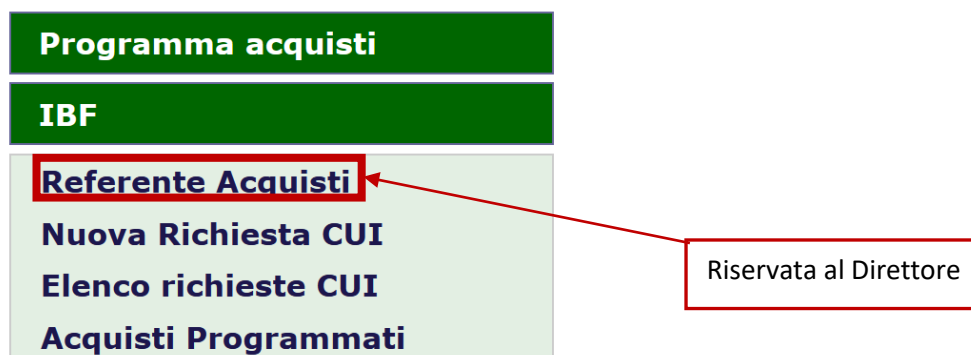 Programma acquisti
IBF
Referente Acquisti
Nuova Richiesta CUI
Elenco richieste CUI
Acquisti Programmati
Riservata al Direttore